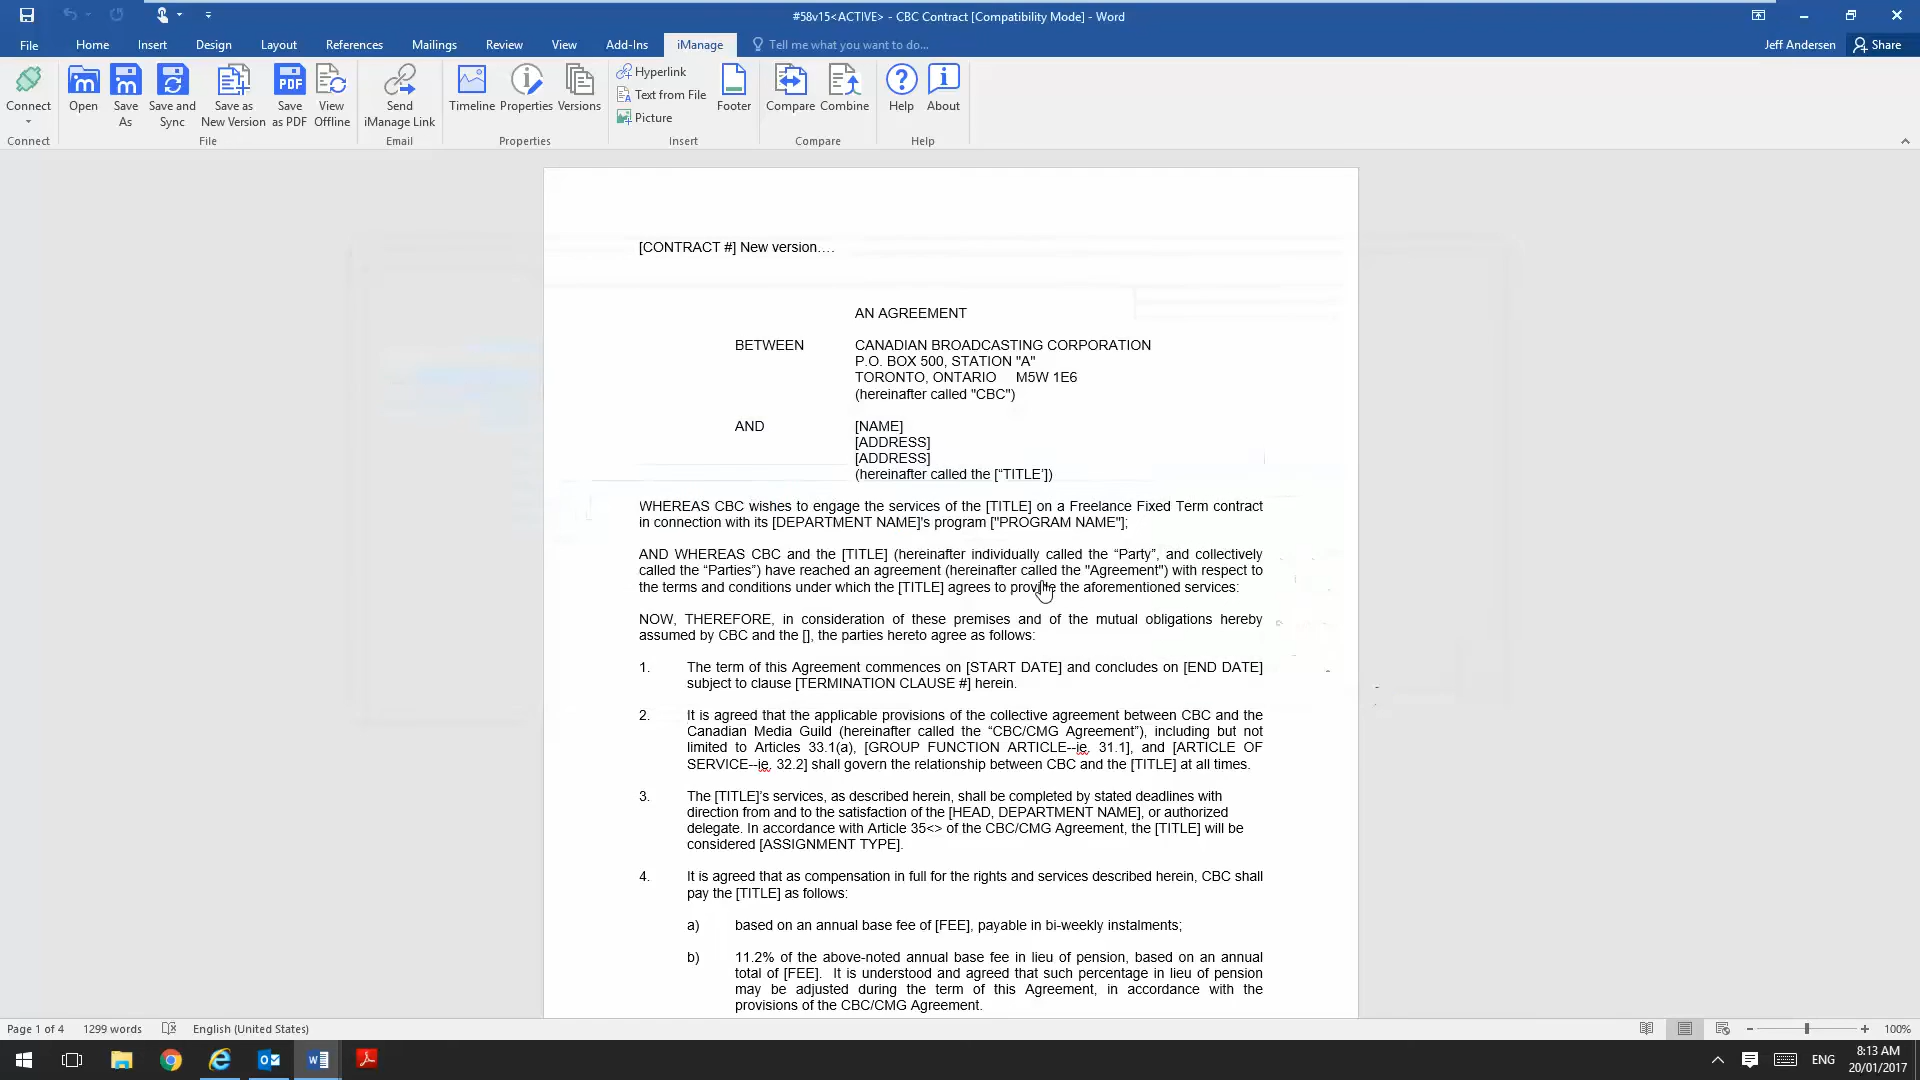 #58v15<ACTIVE> - CBC Contract [Compatibility Mode] - Word
File Home Insert Design Layout References Mailings Review View Add-Ins iManage Tell me what you want to do... Jeff Andersen Share
Connect
Open
Save As
Save and Sync
Save as New Version
PDF
Save as PDF
View Offline
Send iManage Link
Timeline
Properties
Versions
Hyperlink
Text from File
Picture
Footer
Compare
Combine
Help
About
Connect File Email Properties Insert Compare Help
[CONTRACT #] New version….
AN AGREEMENT
BETWEEN CANADIAN BROADCASTING CORPORATION
P.O. BOX 500, STATION "A"
TORONTO, ONTARIO M5W 1E6
(hereinafter called "CBC")
AND [NAME]
[ADDRESS]
[ADDRESS]
(hereinafter called the [“TITLE’])
WHEREAS CBC wishes to engage the services of the [TITLE] on a Freelance Fixed Term contract
in connection with its [DEPARTMENT NAME]'s program ["PROGRAM NAME"];
AND WHEREAS CBC and the [TITLE] (hereinafter individually called the “Party”, and collectively
called the “Parties”) have reached an agreement (hereinafter called the "Agreement") with respect to
the terms and conditions under which the [TITLE] agrees to provide the aforementioned services:
NOW, THEREFORE, in consideration of these premises and of the mutual obligations hereby
assumed by CBC and the [], the parties hereto agree as follows:
1. The term of this Agreement commences on [START DATE] and concludes on [END DATE]
subject to clause [TERMINATION CLAUSE #] herein.
2. It is agreed that the applicable provisions of the collective agreement between CBC and the
Canadian Media Guild (hereinafter called the “CBC/CMG Agreement”), including but not
limited to Articles 33.1(a), [GROUP FUNCTION ARTICLE--ie. 31.1], and [ARTICLE OF
SERVICE--ie. 32.2] shall govern the relationship between CBC and the [TITLE] at all times.
3. The [TITLE]’s services, as described herein, shall be completed by stated deadlines with
direction from and to the satisfaction of the [HEAD, DEPARTMENT NAME], or authorized
delegate. In accordance with Article 35<> of the CBC/CMG Agreement, the [TITLE] will be
considered [ASSIGNMENT TYPE].
4. It is agreed that as compensation in full for the rights and services described herein, CBC shall
pay the [TITLE] as follows:
a) based on an annual base fee of [FEE], payable in bi-weekly instalments;
b) 11.2% of the above-noted annual base fee in lieu of pension, based on an annual
total of [FEE]. It is understood and agreed that such percentage in lieu of pension
may be adjusted during the term of this Agreement, in accordance with the
provisions of the CBC/CMG Agreement.
Page 1 of 4 1299 words English (United States) 100%
ENG
8:13 AM
20/01/2017